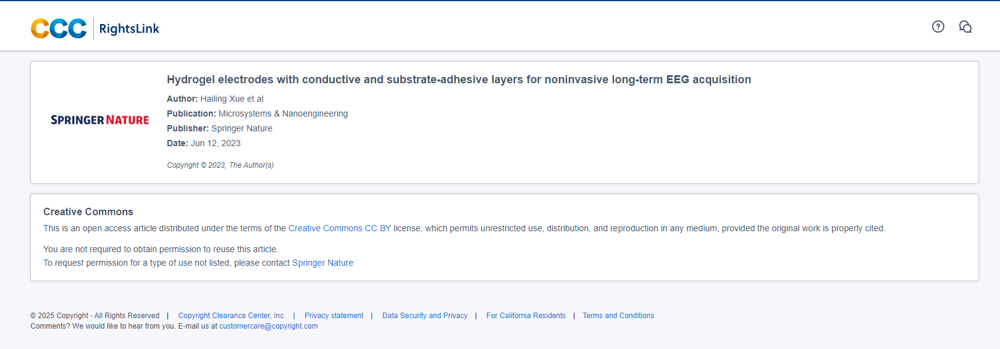 CCC RightsLink
Hydrogel electrodes with conductive and substrate-adhesive layers for noninvasive long-term EEG acquisition
Author: Hailing Xue et al
Publication: Microsystems & Nanoengineering
SPRINGER NATURE
Publisher: Springer Nature
Date: Jun 12, 2023
Copyright © 2023, The Author(s)
Creative Commons
This is an open access article distributed under the terms of the Creative Commons CC BY license, which permits unrestricted use, distribution, and reproduction in any medium, provided the original work is properly cited.
You are not required to obtain permission to reuse this article.
To request permission for a type of use not listed, please contact Springer Nature
© 2025 Copyright - All Rights Reserved | Copyright Clearance Center, Inc. | Privacy statement | Data Security and Privacy | For California Residents | Terms and Conditions
Comments? We would like to hear from you. E-mail us at customercare@copyright.com